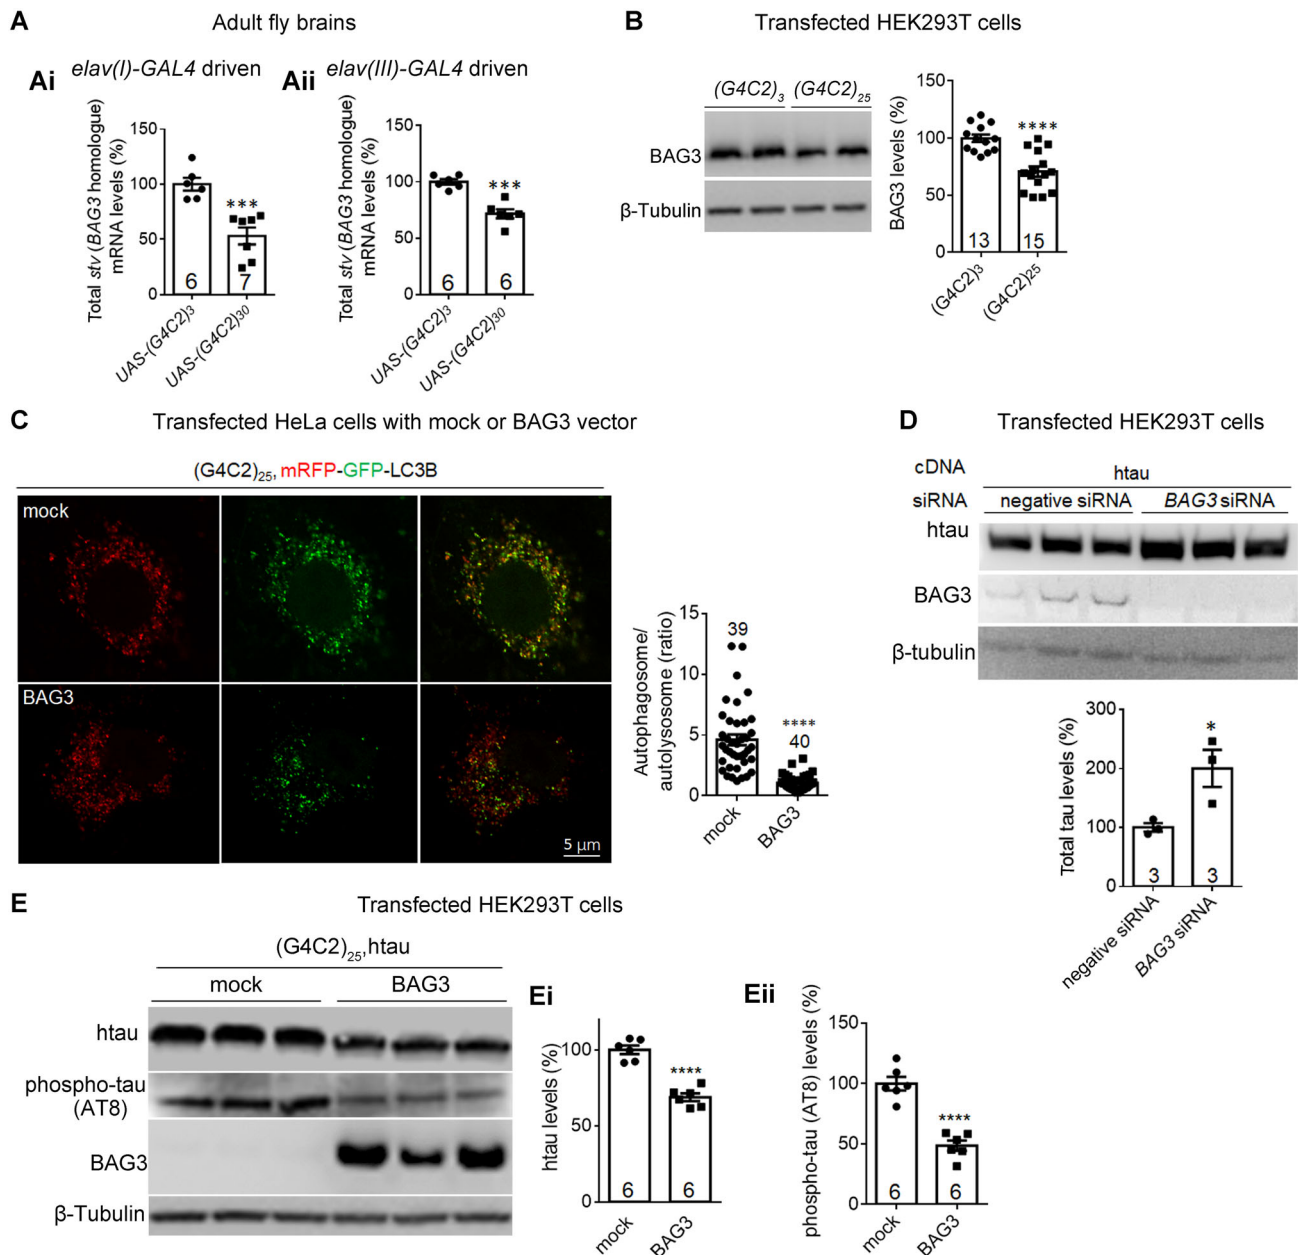 A
Adult fly brains
Ai
elav(I)-GAL4 driven
Total stv (BAG3 homologue)
mRNA levels (%)
150
100
50
0
***
6
7
UAS-(G4C2)3
UAS-(G4C2)30
Aii
elav(III)-GAL4 driven
Total stv (BAG3 homologue)
mRNA levels (%)
150
100
50
0
***
6
6
UAS-(G4C2)3
UAS-(G4C2)30
B
Transfected HEK293T cells
(G4C2)3 (G4C2)25
BAG3
β-Tubulin
BAG3 levels (%)
150
100
50
0
****
13
15
(G4C2)3
(G4C2)25
C
Transfected HeLa cells with mock or BAG3 vector
(G4C2)25, mRFP-GFP-LC3B
mock
BAG3
5 µm
Autophagosome/
autolysosome (ratio)
15
10
5
0
39
****
40
mock
BAG3
D
Transfected HEK293T cells
cDNA
htau
siRNA
negative siRNA
BAG3 siRNA
htau
BAG3
β-tubulin
Total tau levels (%)
300
200
100
0
*
3
3
negative siRNA
BAG3 siRNA
E
Transfected HEK293T cells
(G4C2)25,htau
mock
BAG3
htau
phospho-tau
(AT8)
BAG3
β-Tubulin
Ei
htau levels (%)
100
50
0
****
6
6
mock
BAG3
Eii
phospho-tau (AT8) levels (%)
150
100
50
0
****
6
6
mock
BAG3